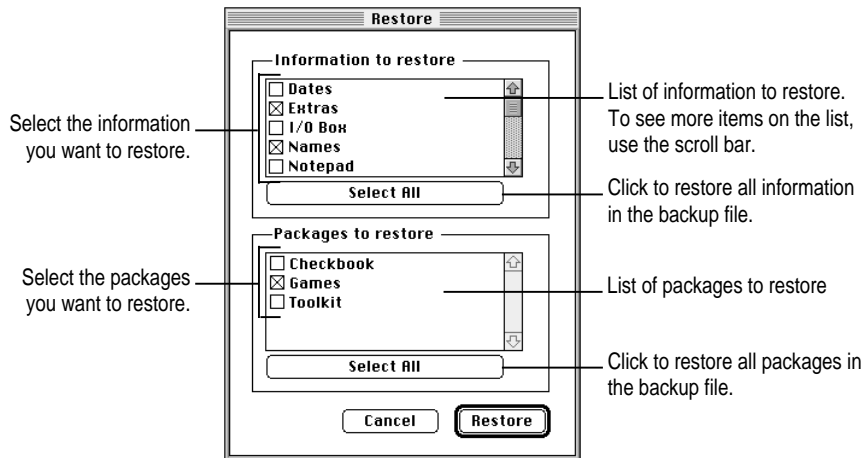 Restore
Information to restore
Dates
Extras
I/O Box
Names
Notepad
Select All
Packages to restore
Checkbook
Games
Toolkit
Select All
Cancel
Restore
Select the information
you want to restore.
Select the packages
you want to restore.
List of information to restore.
To see more items on the list,
use the scroll bar.
Click to restore all information
in the backup file.
List of packages to restore
Click to restore all packages in
the backup file.